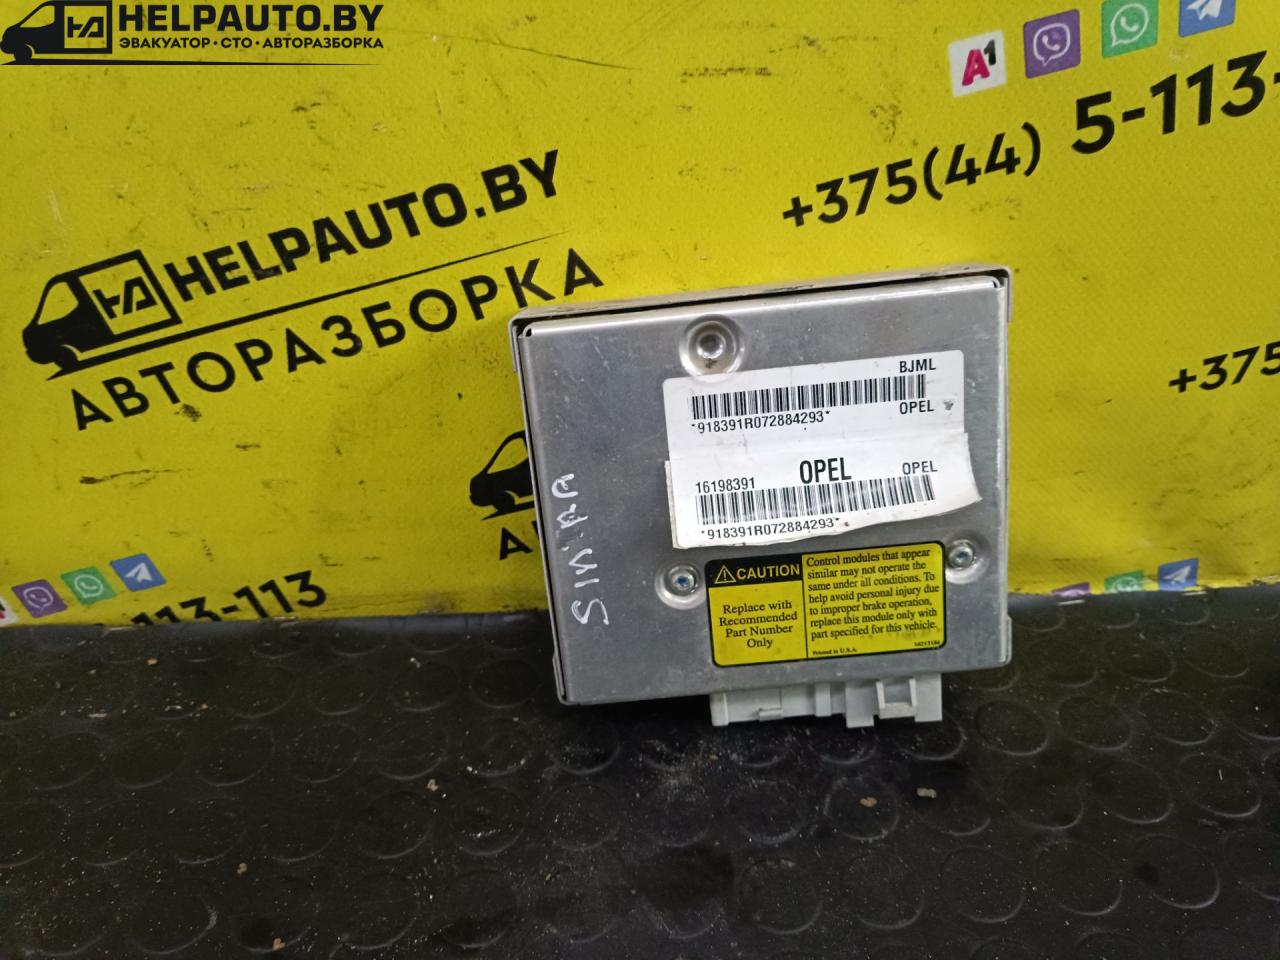 HELPAUTO.BY
ЭВАКУАТОР · СТО · АВТОРАЗБОРКА
A1
5-113-
+375(44)
HELPAUTO.BY
АВТОРАЗБОРКА
+375
BJML
*918391R072884293*
OPEL
16198391
OPEL
OPEL
*918391R072884293*
SINTRA
CAUTION
Replace with
Recommended
Part Number
Only
Control modules that appear
similar may not operate the
same under all conditions. To
help avoid personal injury due
to improper brake operation,
replace this module only with
part specified for this vehicle.
Printed in U.S.A.
13-113